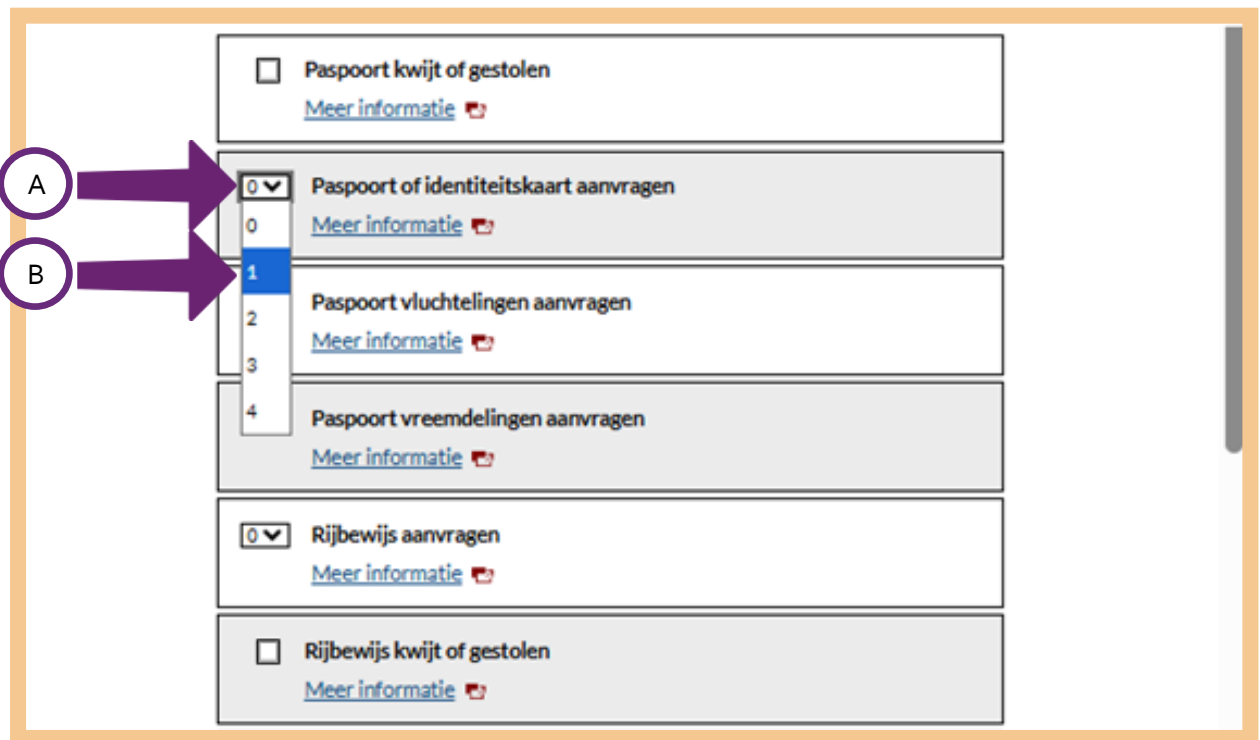 Paspoort kwijt of gestolen
Meer informatie
A
0 Paspoort of identiteitskaart aanvragen
0 Meer informatie
B
1
Paspoort vluchtelingen aanvragen
2
Meer informatie
3
4 Paspoort vreemdelingen aanvragen
Meer informatie
0 Rijbewijs aanvragen
Meer informatie
Rijbewijs kwijt of gestolen
Meer informatie